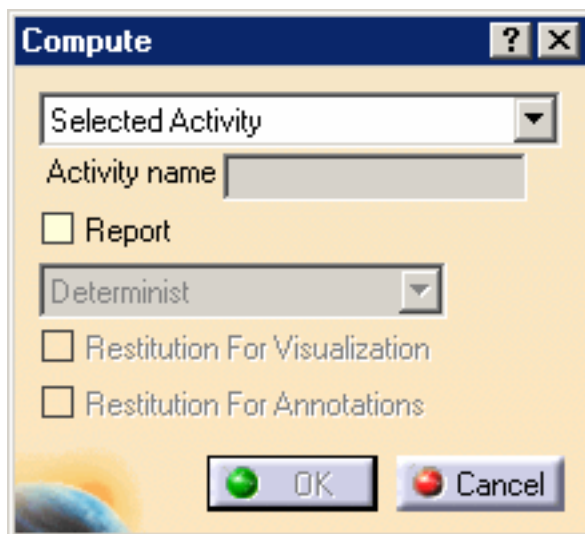 Compute ?
Selected Activity
Activity name
Report
Determinist
Restitution For Visualization
Restitution For Annotations
OK Cancel